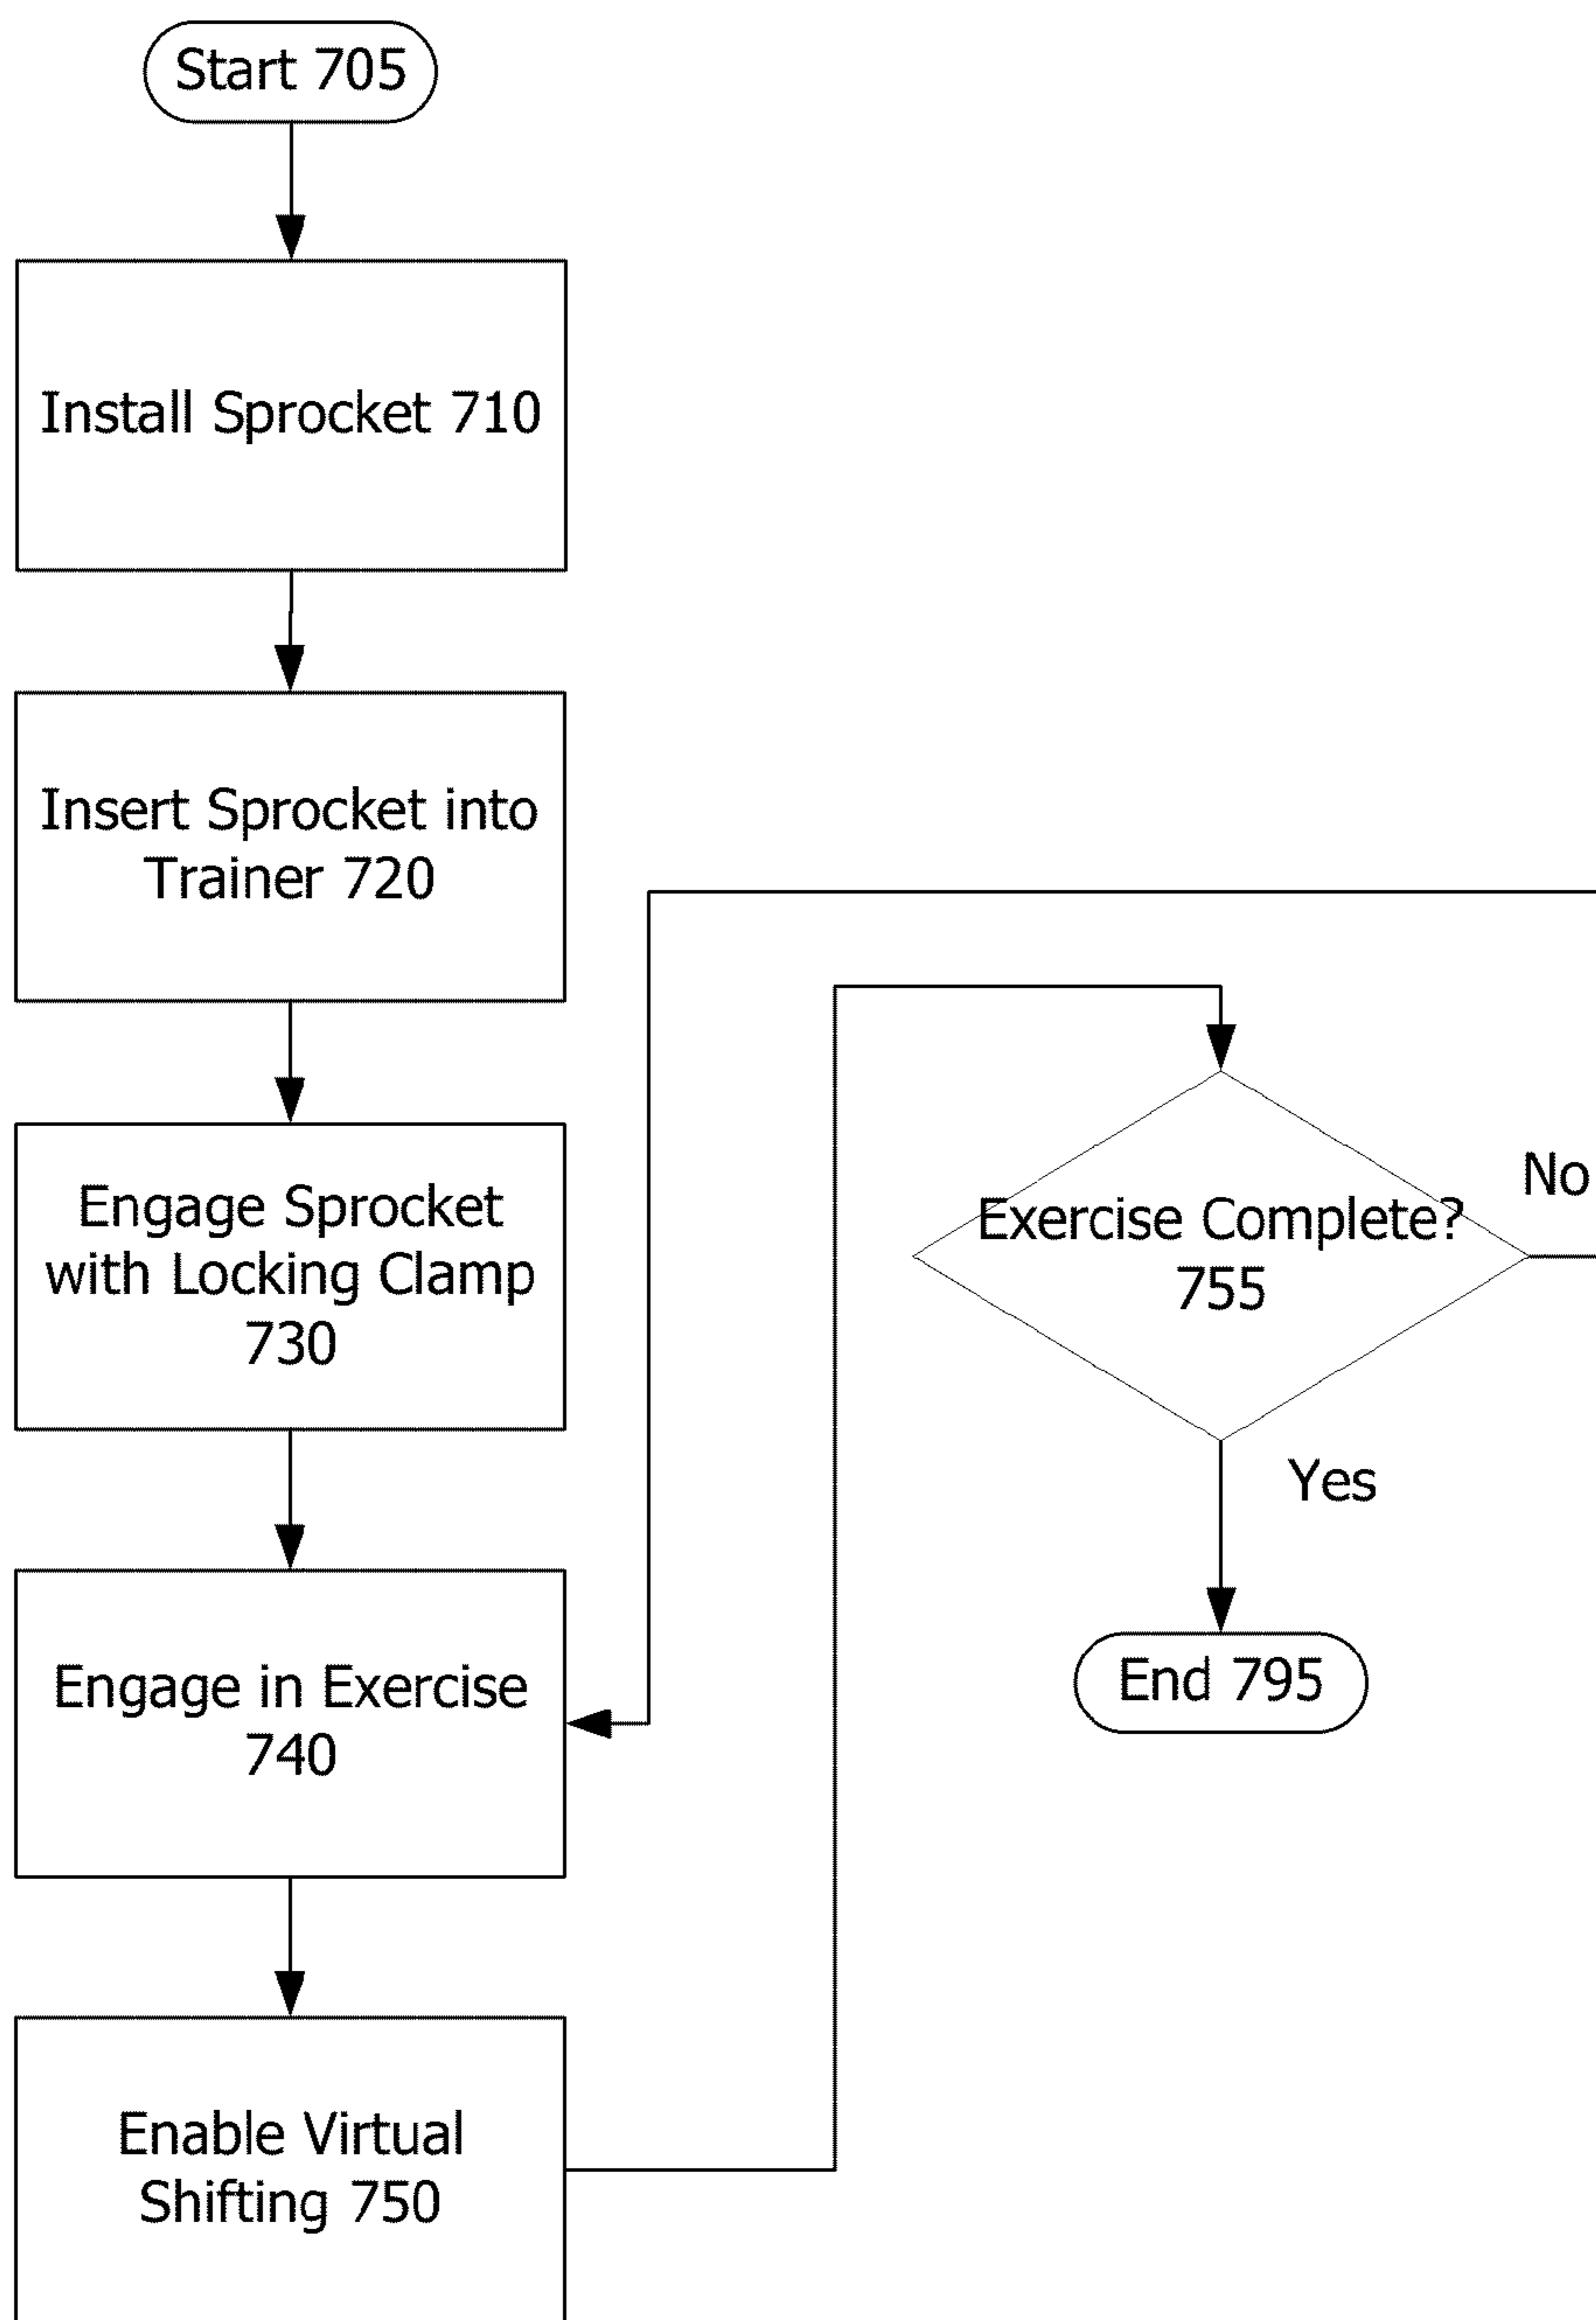 Start 705
Install Sprocket 710
Insert Sprocket into
Trainer 720
Engage Sprocket
with Locking Clamp
730
Engage in Exercise
740
Enable Virtual
Shifting 750
Exercise Complete?
755
No
Yes
End 795